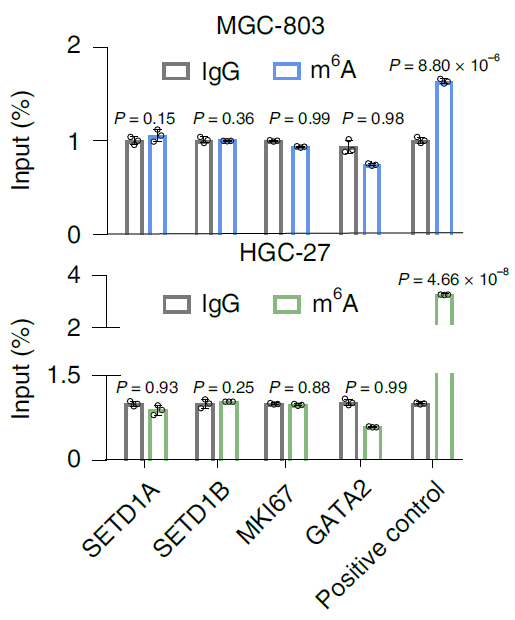 MGC-803
IgG
m⁶A
P = 8.80 × 10⁻⁶
P = 0.15
P = 0.36
P = 0.99
P = 0.98
Input (%)
2
1
0
HGC-27
IgG
m⁶A
P = 4.66 × 10⁻⁸
P = 0.93
P = 0.25
P = 0.88
P = 0.99
Input (%)
4
2
1.5
0
SETD1A
SETD1B
MKI67
GATA2
Positive control